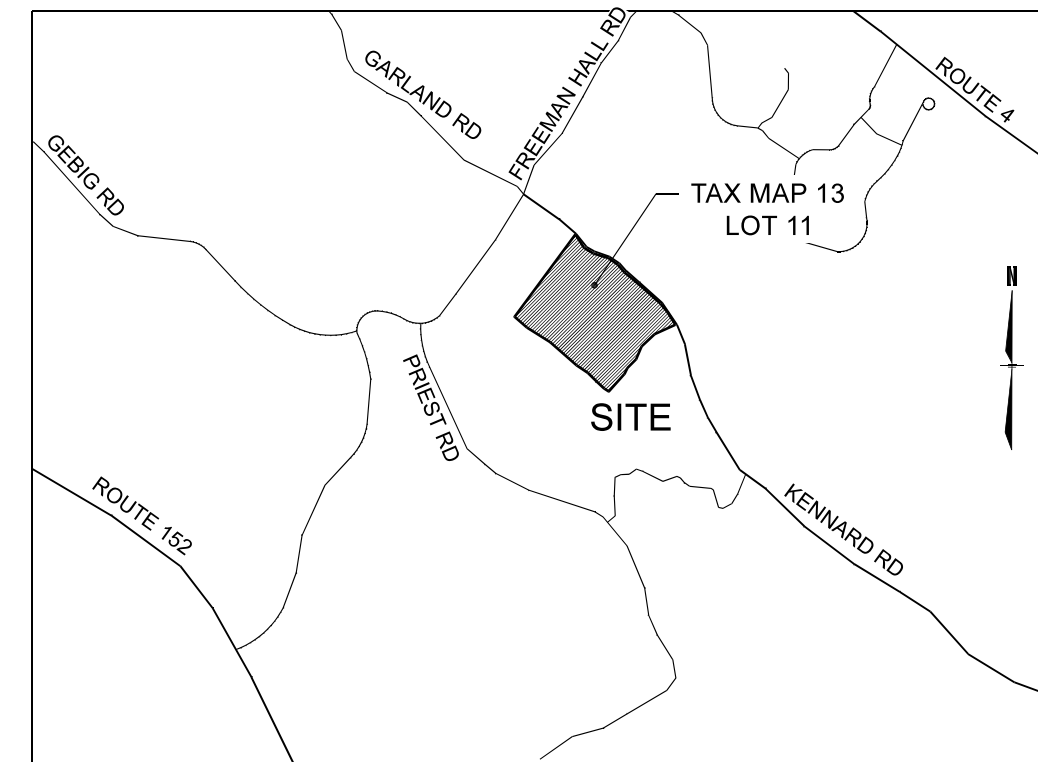 FREEMAN HALL RD
GARLAND RD
ROUTE 4
GEBIG RD
TAX MAP 13
LOT 11
N
PRIEST RD
SITE
ROUTE 152
KENNARD RD